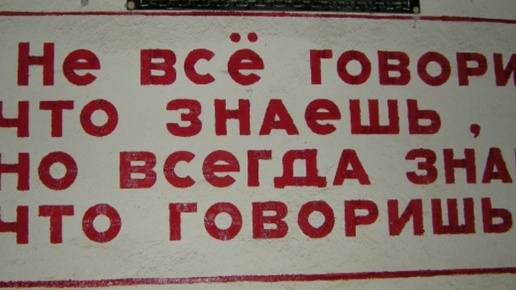 Не всё говори
что знаешь,
но всегда зна
что говоришь